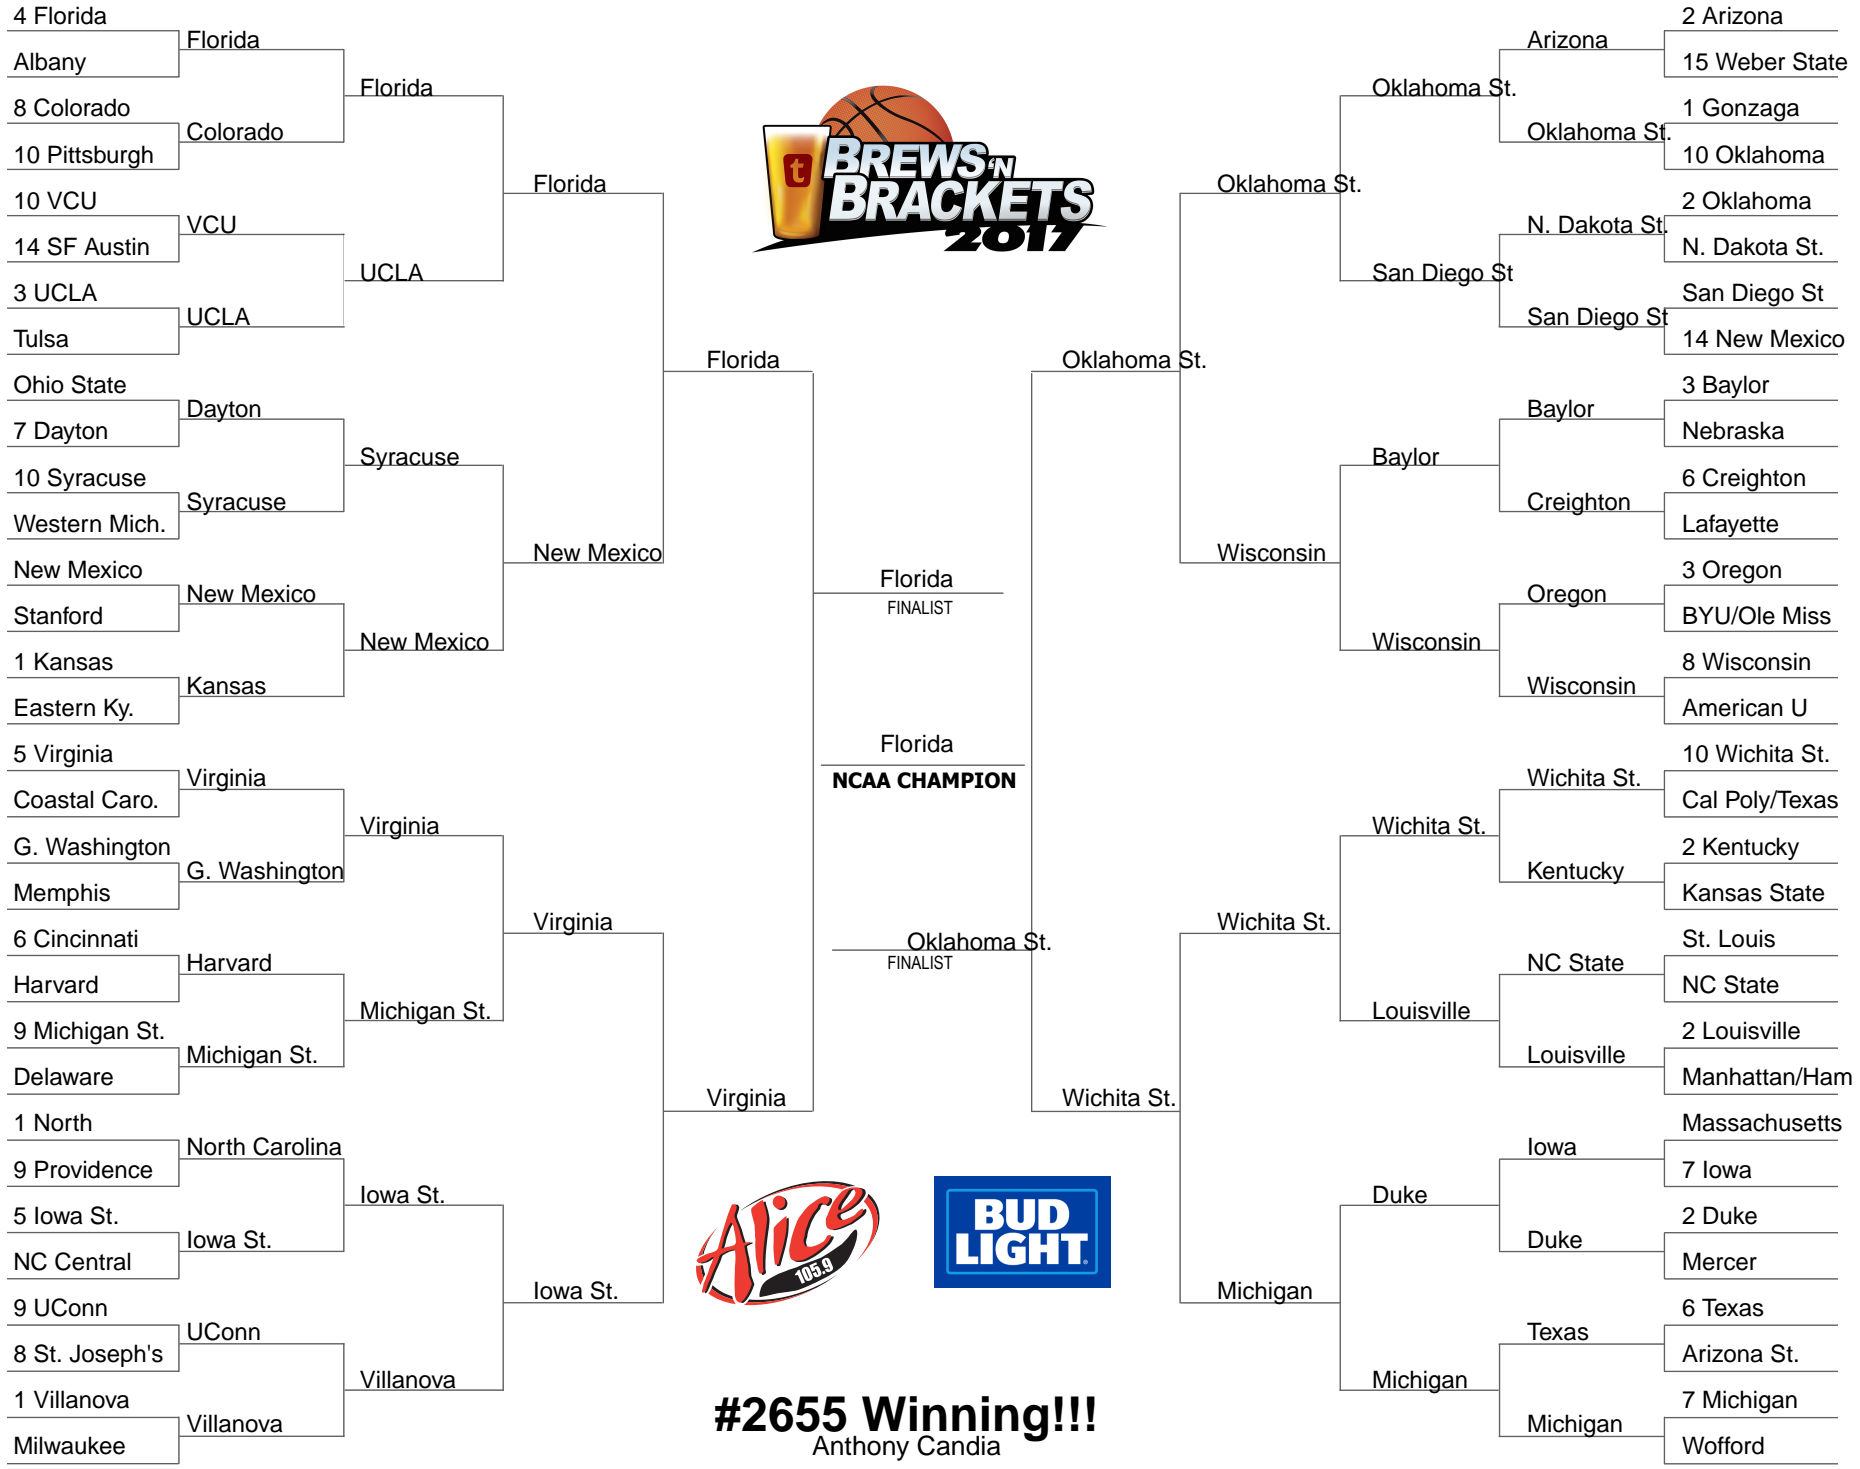 4 Florida
Albany
8 Colorado
10 Pittsburgh
10 VCU
14 SF Austin
3 UCLA
Tulsa
Ohio State
7 Dayton
10 Syracuse
Western Mich.
New Mexico
Stanford
1 Kansas
Eastern Ky.
5 Virginia
Coastal Caro.
G. Washington
Memphis
6 Cincinnati
Harvard
9 Michigan St.
Delaware
1 North
9 Providence
5 Iowa St.
NC Central
9 UConn
8 St. Joseph's
1 Villanova
Milwaukee
Florida
Colorado
VCU
UCLA
Dayton
Syracuse
New Mexico
Kansas
Virginia
G. Washington
Harvard
Michigan St.
North Carolina
Iowa St.
UConn
Villanova
Florida
UCLA
Syracuse
New Mexico
Virginia
Michigan St.
Iowa St.
Villanova
Florida
New Mexico
Virginia
Iowa St.
Florida
Virginia
t
BREWS 'N
BRACKETS
2017
Florida
FINALIST
Florida
NCAA CHAMPION
Oklahoma St.
FINALIST
Alice
105.9
BUD
LIGHT
#2655 Winning!!!
Anthony Candia
Oklahoma St.
Wichita St.
Oklahoma St.
Wisconsin
Wichita St.
Michigan
Oklahoma St.
San Diego St
Baylor
Wisconsin
Wichita St.
Louisville
Duke
Michigan
Arizona
Oklahoma St.
N. Dakota St.
San Diego St
Baylor
Creighton
Oregon
Wisconsin
Wichita St.
Kentucky
NC State
Louisville
Iowa
Duke
Texas
Michigan
2 Arizona
15 Weber State
1 Gonzaga
10 Oklahoma
2 Oklahoma
N. Dakota St.
San Diego St
14 New Mexico
3 Baylor
Nebraska
6 Creighton
Lafayette
3 Oregon
BYU/Ole Miss
8 Wisconsin
American U
10 Wichita St.
Cal Poly/Texas
2 Kentucky
Kansas State
St. Louis
NC State
2 Louisville
Manhattan/Ham
Massachusetts
7 Iowa
2 Duke
Mercer
6 Texas
Arizona St.
7 Michigan
Wofford